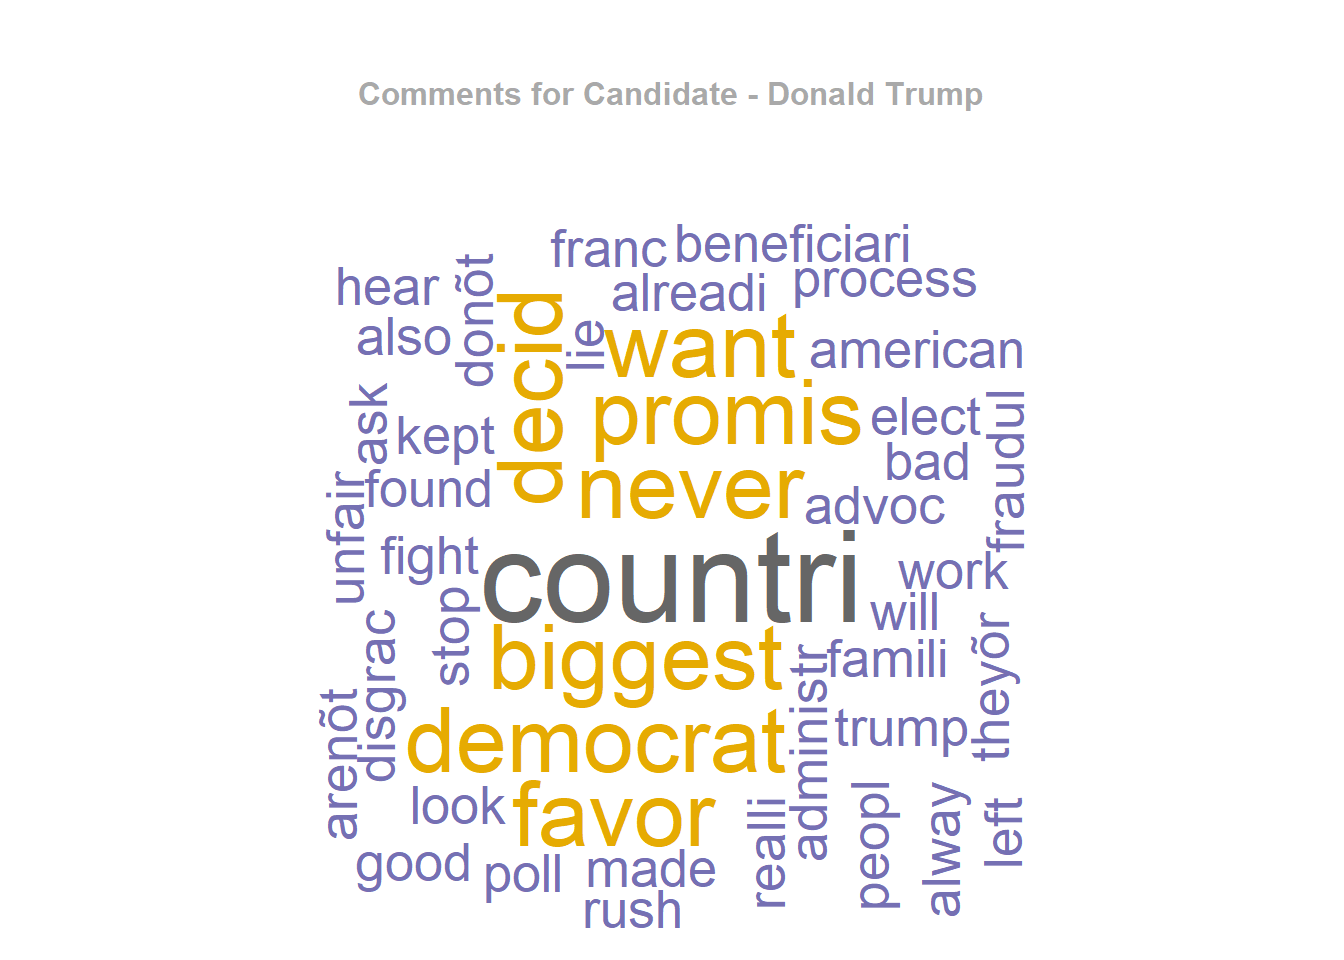 Comments for Candidate - Donald Trump
franc
beneficiari
hear
donõt
alreadi
process
also
decid
lie
want
american
ask
kept
promis
elect
fraudul
bad
unfair
found
never
advoc
fight
countri
work
stop
will
disgrac
biggest
famili
theyõr
arenõt
democrat
administr
trump
look
favor
realli
peopl
alway
left
good
poll
made
rush